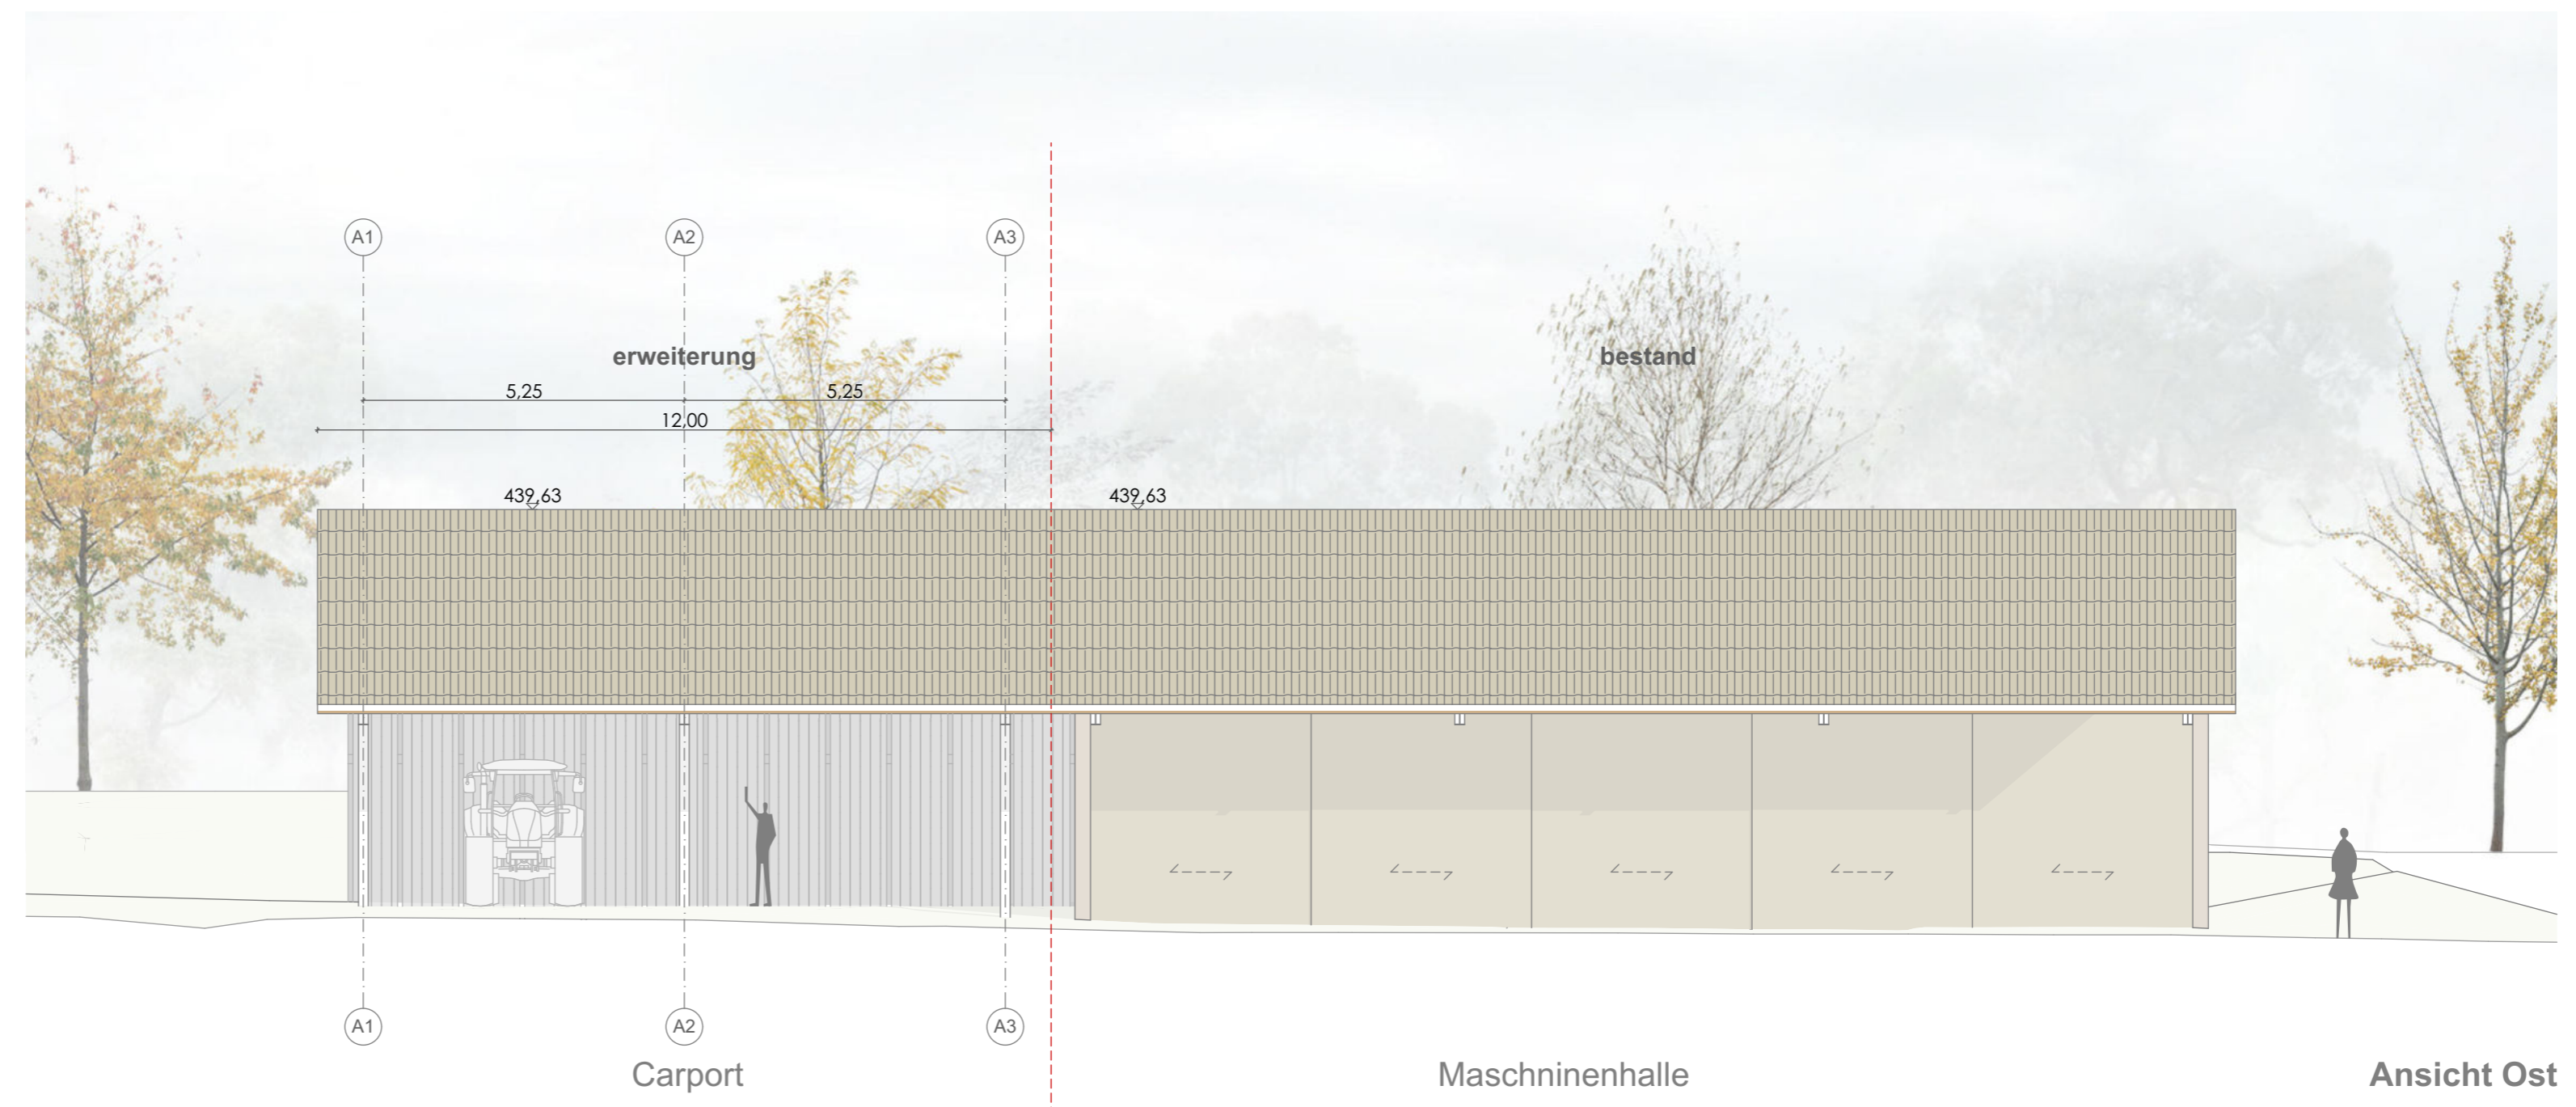 A1 A2 A3
erweiterung bestand
5,25 5,25
12,00
439,63 439,63
A1 A2 A3
Carport Maschninenhalle Ansicht Ost